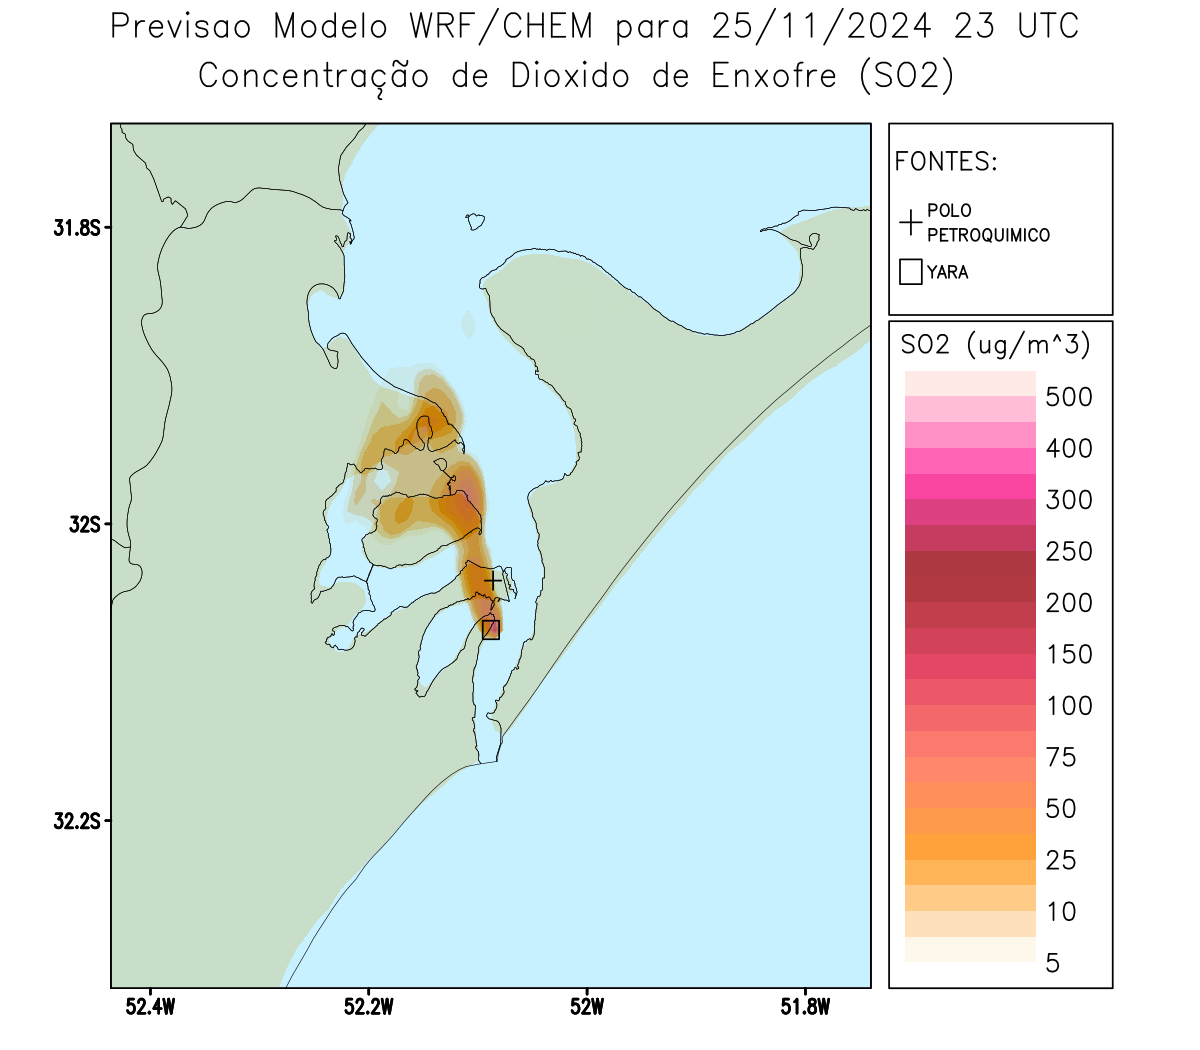 Previsao Modelo WRF/CHEM para 25/11/2024 23 UTC
Concentração de Dioxido de Enxofre (SO2)
FONTES:
POLO
PETROQUIMICO
YARA
31.8S
32S
32.2S
52.4W
52.2W
52W
51.8W
SO2 (ug/m^3)
500
400
300
250
200
150
100
75
50
25
10
5